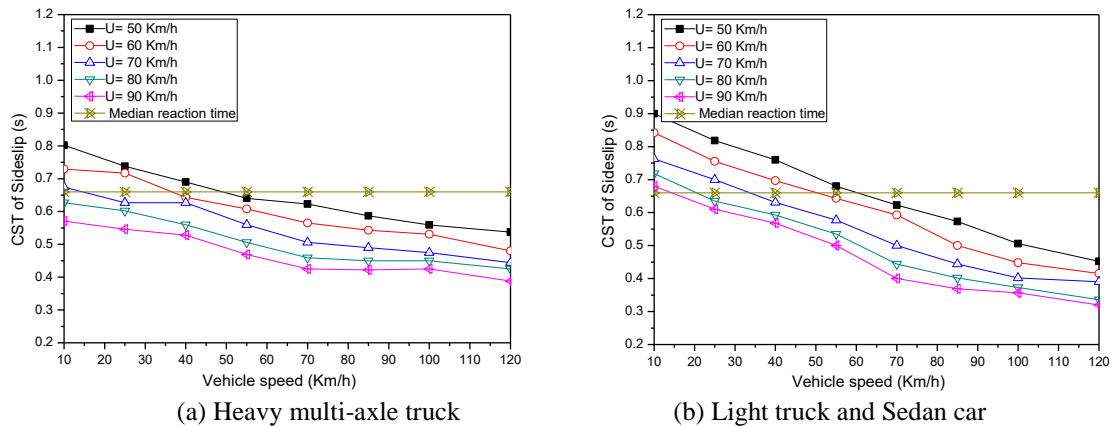 1.2
1.1
1.0
0.9
0.8
0.7
0.6
0.5
0.4
0.3
0.2
CST of Sideslip (s)
U= 50 Km/h
U= 60 Km/h
U= 70 Km/h
U= 80 Km/h
U= 90 Km/h
Median reaction time
10 20 30 40 50 60 70 80 90 100 110 120
Vehicle speed (Km/h)
(a) Heavy multi-axle truck
1.2
1.1
1.0
0.9
0.8
0.7
0.6
0.5
0.4
0.3
0.2
CST of Sideslip (s)
U= 50 Km/h
U= 60 Km/h
U= 70 Km/h
U= 80 Km/h
U= 90 Km/h
Median reaction time
10 20 30 40 50 60 70 80 90 100 110 120
Vehicle speed (Km/h)
(b) Light truck and Sedan car